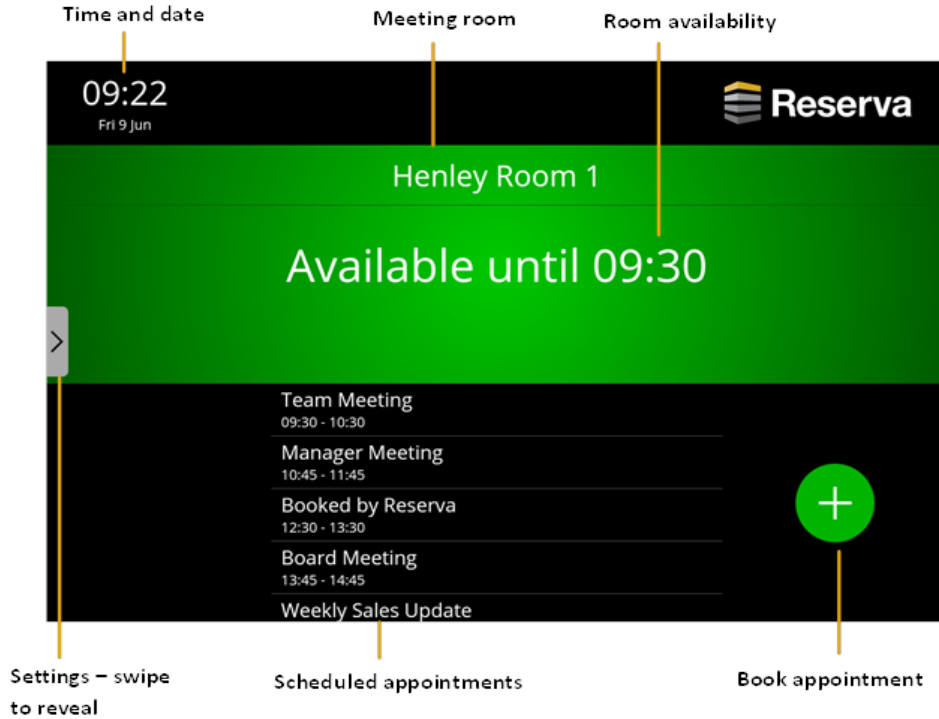 Time and date
Meeting room
Room availability
09:22
Fri 9 Jun
Reserva
Henley Room 1
Available until 09:30
Team Meeting
09:30 - 10:30
Manager Meeting
10:45 - 11:45
Booked by Reserva
12:30 - 13:30
Board Meeting
13:45 - 14:45
Weekly Sales Update
Settings – swipe
to reveal
Scheduled appointments
Book appointment